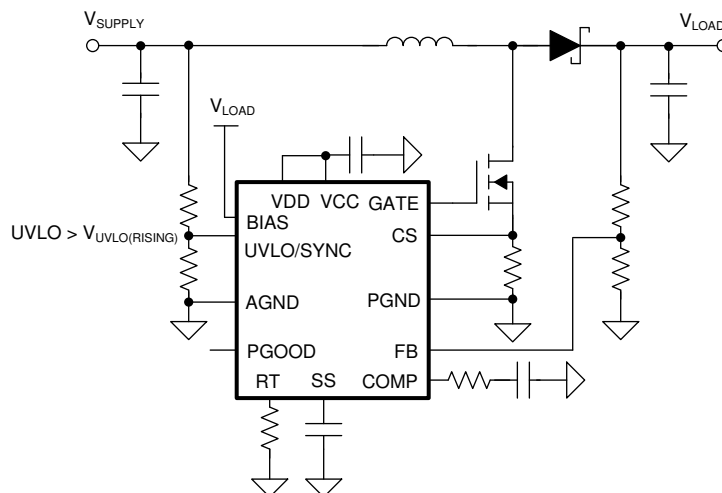 VSUPPLY
VLOAD
VLOAD
VDD VCC GATE
BIAS
UVLO > VUVLO(RISING)
UVLO/SYNC
CS
AGND
PGND
PGOOD
FB
RT SS COMP